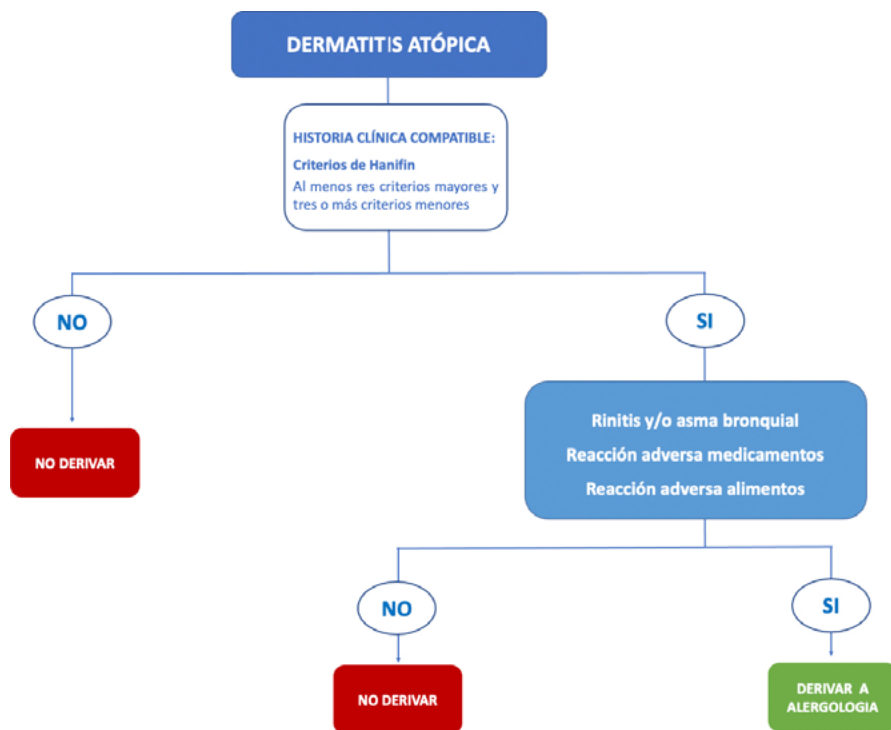 DERMATITIS ATÓPICA
HISTORIA CLÍNICA COMPATIBLE:
Criterios de Hanifin
Al menos res criterios mayores y
tres o más criterios menores
NO
SI
NO DERIVAR
Rinitis y/o asma bronquial
Reacción adversa medicamentos
Reacción adversa alimentos
NO
SI
NO DERIVAR
DERIVAR A
ALERGOLOGIA